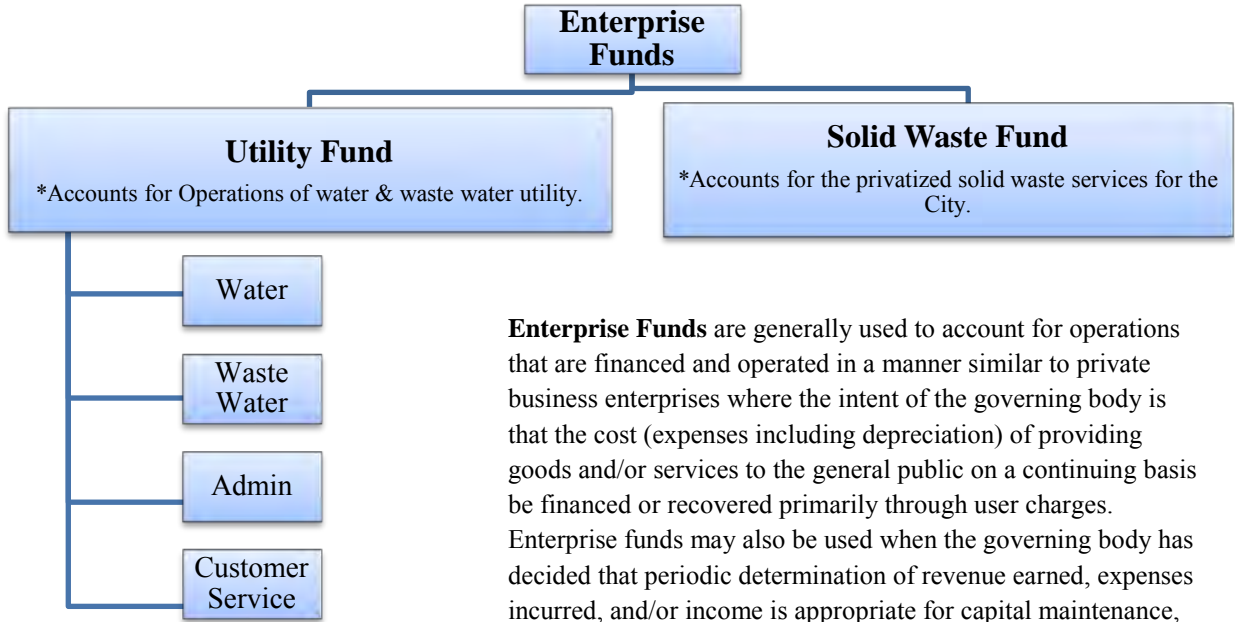 Enterprise
Funds
Utility Fund
*Accounts for Operations of water & waste water utility.
Solid Waste Fund
*Accounts for the privatized solid waste services for the
City.
Water
Waste
Water
Admin
Customer
Service
Enterprise Funds are generally used to account for operations
that are financed and operated in a manner similar to private
business enterprises where the intent of the governing body is
that the cost (expenses including depreciation) of providing
goods and/or services to the general public on a continuing basis
be financed or recovered primarily through user charges.
Enterprise funds may also be used when the governing body has
decided that periodic determination of revenue earned, expenses
incurred, and/or income is appropriate for capital maintenance,